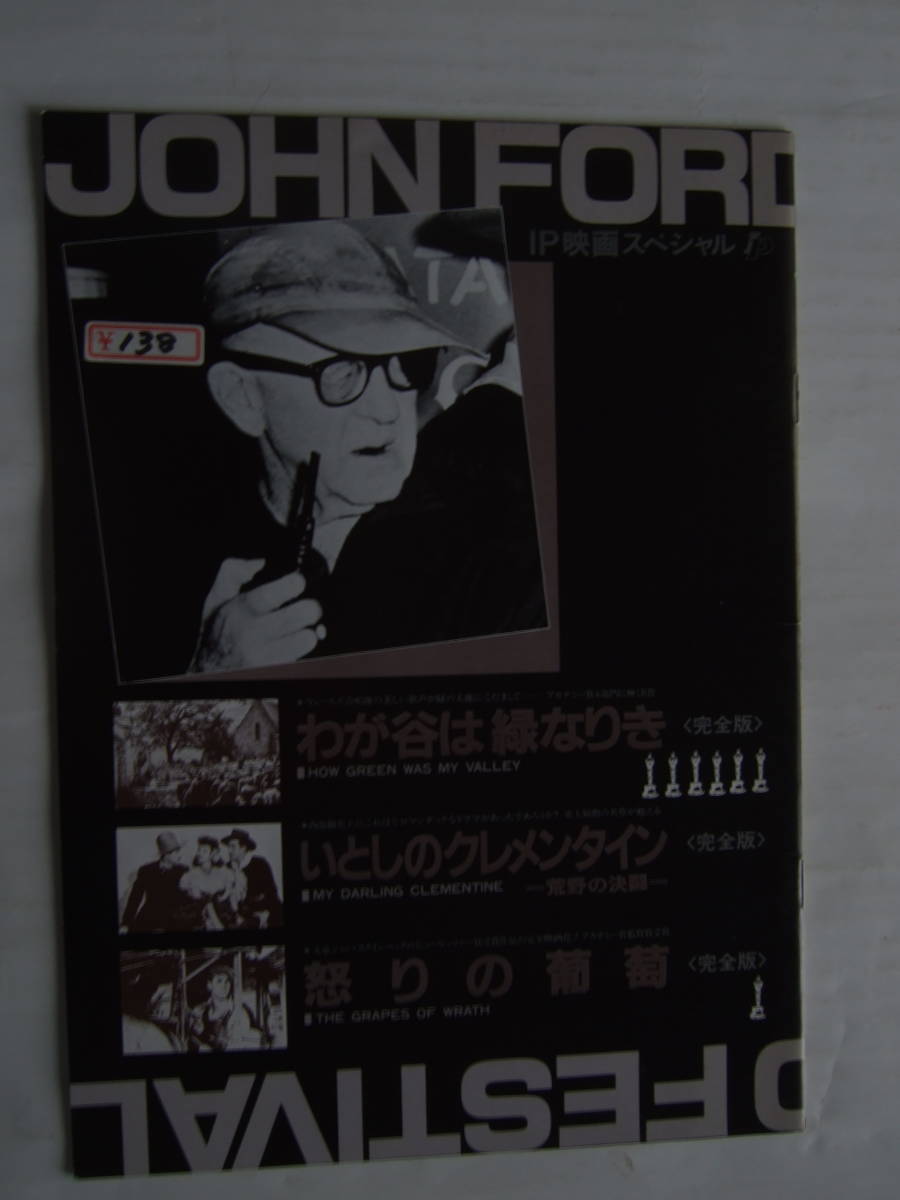 JOHN FORD
IP映画スペシャル iP
TA
¥138
わが谷は緑なりき 〈完全版〉
HOW GREEN WAS MY VALLEY
いとしのクレメンタイン 〈完全版〉
MY DARLING CLEMENTINE ―荒野の決闘―
怒りの葡萄 〈完全版〉
THE GRAPES OF WRATH
D FESTIVAL